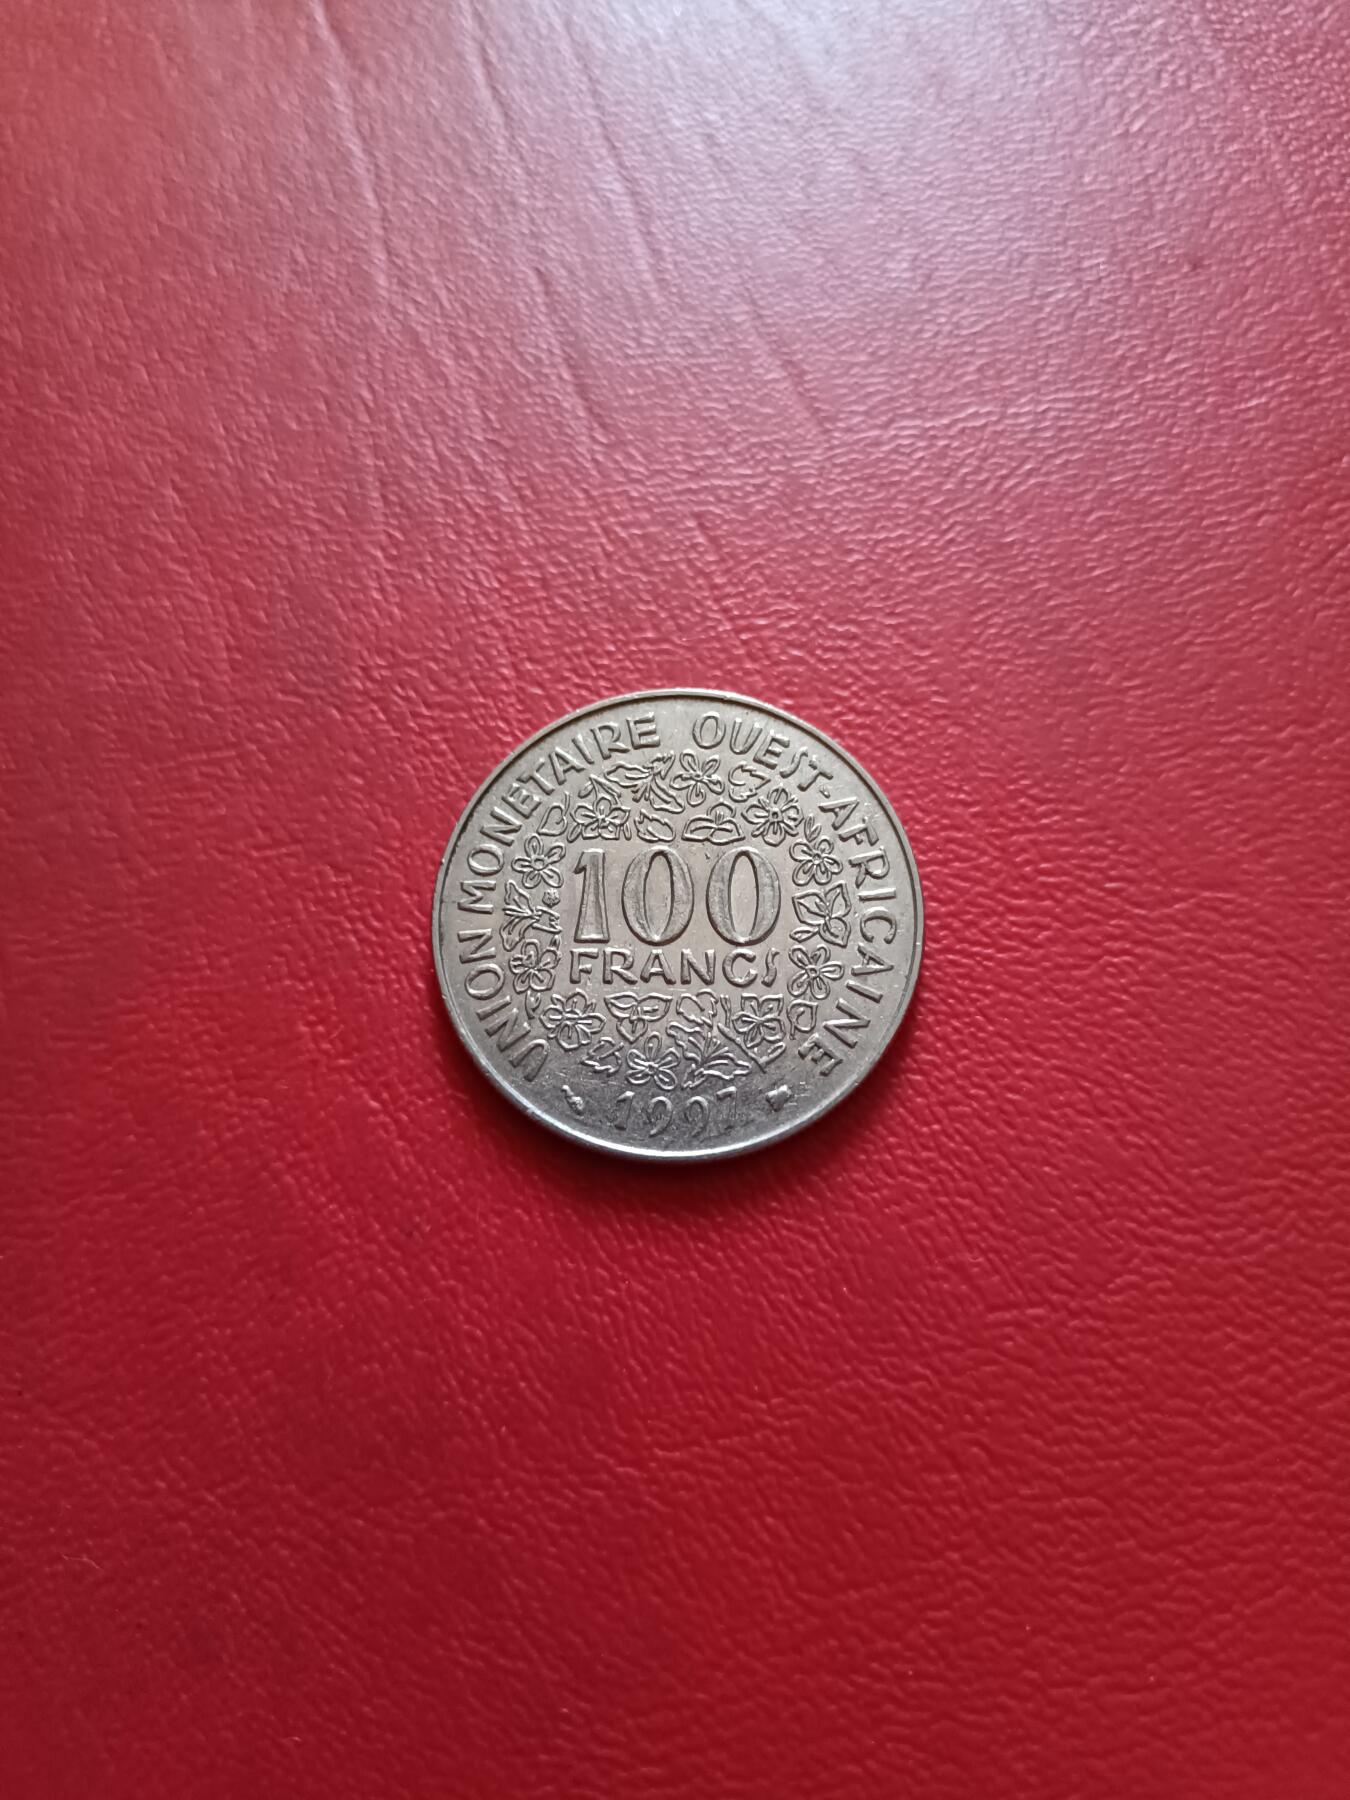 UNION MONETAIRE OUEST-AFRICAINE
100
FRANCS
1997